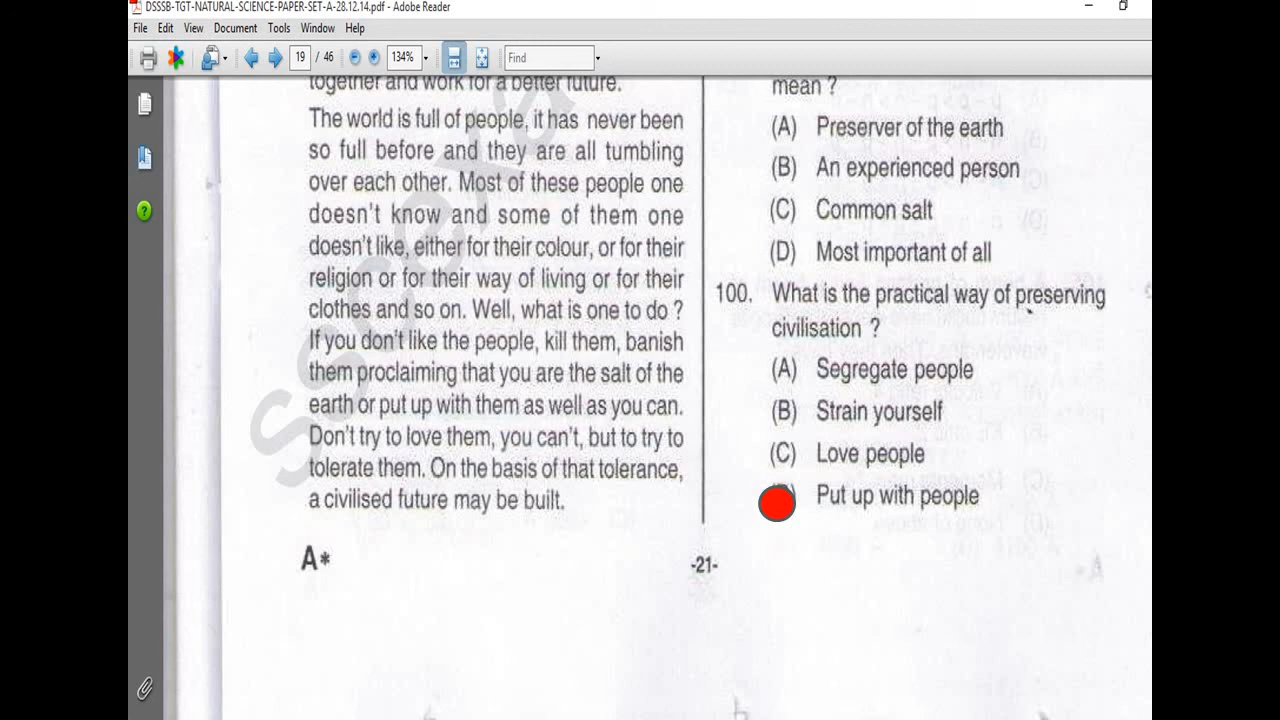 DSSSB-TGT-NATURAL-SCIENCE-PAPER-SET-A-28.12.14.pdf - Adobe Reader
File Edit View Document Tools Window Help
19 / 46 134% Find
together and work for a better future.
The world is full of people, it has never been
so full before and they are all tumbling
over each other. Most of these people one
doesn't know and some of them one
doesn't like, either for their colour, or for their
religion or for their way of living or for their
clothes and so on. Well, what is one to do ?
If you don't like the people, kill them, banish
them proclaiming that you are the salt of the
earth or put up with them as well as you can.
Don't try to love them, you can't, but to try to
tolerate them. On the basis of that tolerance,
a civilised future may be built.
A*
-21-
mean ?
(A) Preserver of the earth
(B) An experienced person
(C) Common salt
(D) Most important of all
100. What is the practical way of preserving
civilisation ?
(A) Segregate people
(B) Strain yourself
(C) Love people
Put up with people